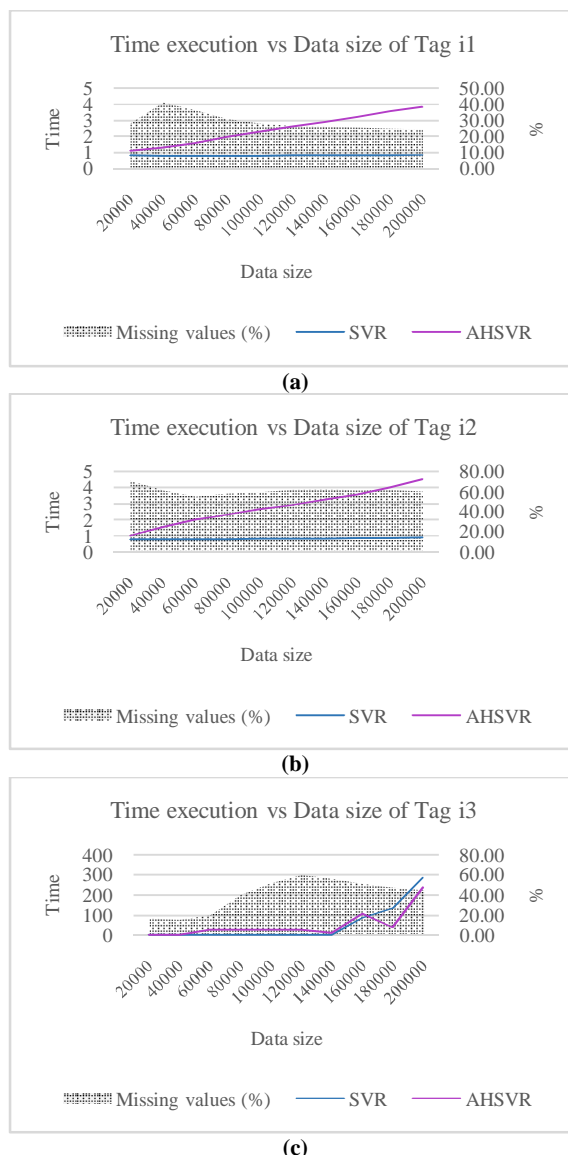 Time execution vs Data size of Tag i1
5 50.00
4 40.00
3 30.00
2 20.00
1 10.00
0 0.00
Time
%
20000 40000 60000 80000 100000 120000 140000 160000 180000 200000
Data size
Missing values (%) SVR AHSVR
(a)
Time execution vs Data size of Tag i2
5 80.00
4 60.00
3 40.00
2 20.00
1 0.00
0
Time
%
20000 40000 60000 80000 100000 120000 140000 160000 180000 200000
Data size
Missing values (%) SVR AHSVR
(b)
Time execution vs Data size of Tag i3
400 80.00
300 60.00
200 40.00
100 20.00
0 0.00
Time
%
20000 40000 60000 80000 100000 120000 140000 160000 180000 200000
Data size
Missing values (%) SVR AHSVR
(c)